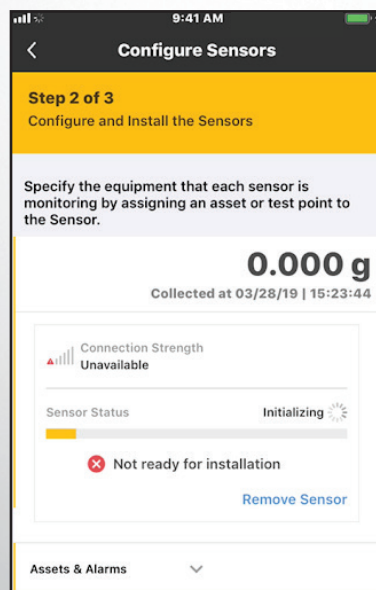 9:41 AM
Configure Sensors
Step 2 of 3
Configure and Install the Sensors
Specify the equipment that each sensor is
monitoring by assigning an asset or test point to
the Sensor.
0.000 g
Collected at 03/28/19 | 15:23:44
Connection Strength
Unavailable
Sensor Status Initializing
Not ready for installation
Remove Sensor
Assets & Alarms